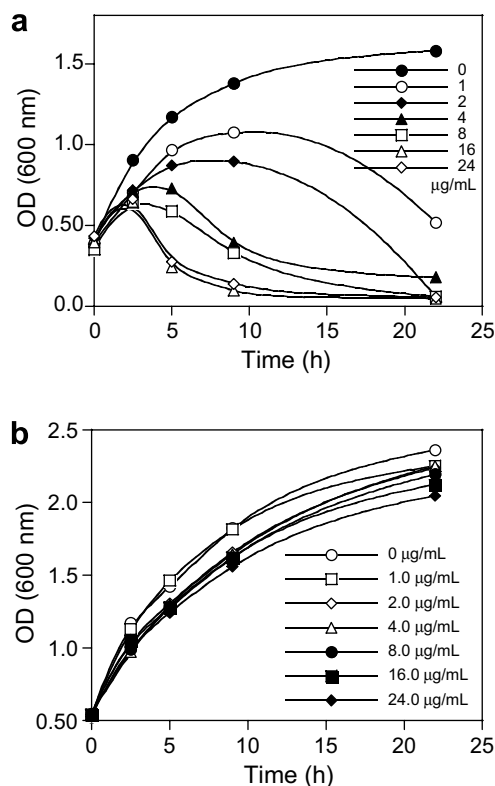 a
OD (600 nm)
1.5
1.0
0.50
0.0
0
1
2
4
8
16
24
μg/mL
0 5 10 15 20 25
Time (h)
b
OD (600 nm)
2.5
2.0
1.5
1.0
0.50
0 μg/mL
1.0 μg/mL
2.0 μg/mL
4.0 μg/mL
8.0 μg/mL
16.0 μg/mL
24.0 μg/mL
0 5 10 15 20 25
Time (h)